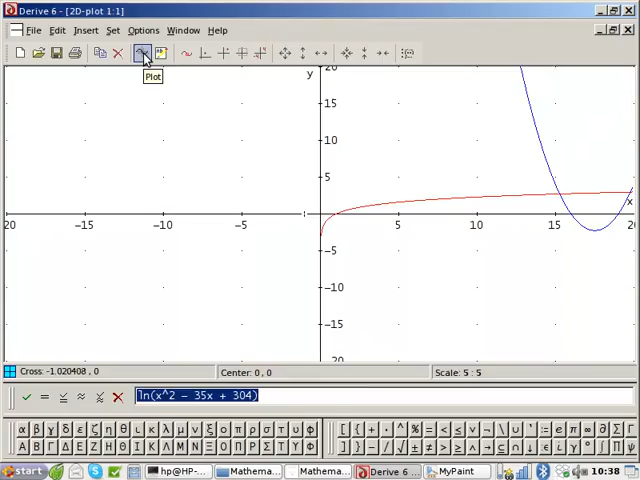 Derive 6 - [2D-plot 1:1]
File Edit Insert Set Options Window Help
Plot
y
20
15
10
5
20 -15 -10 -5 5 10 15 20
x
-5
-10
-15
20
Cross: -1.020408 , 0 Center: 0 , 0 Scale: 5 : 5
ln(x^2 − 35x + 304)
α β γ δ ε ζ η θ ι κ λ μ ν ξ ο π ρ σ τ υ φ
Α Β Γ Δ Ε Ζ Η Θ Ι Κ Λ Μ Ν Ξ Ο Π Ρ Σ Τ Υ Φ
start hp@HP-... Mathema... Mathem... Derive 6 -... MyPaint 10:38